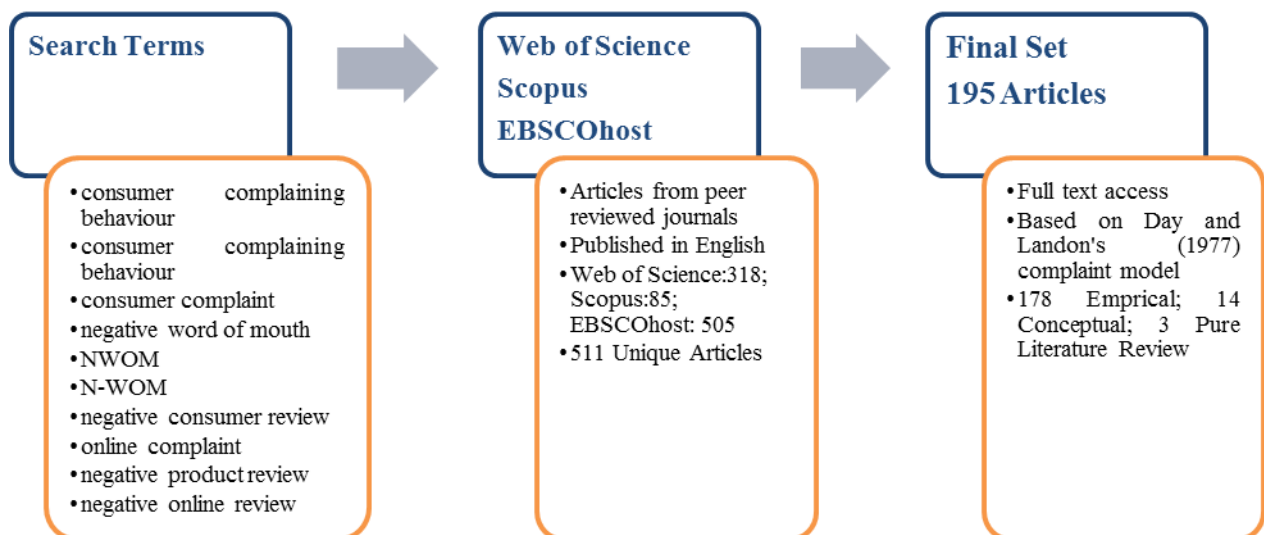 Search Terms
• consumer complaining
behaviour
• consumer complaining
behaviour
• consumer complaint
• negative word of mouth
• NWOM
• N-WOM
• negative consumer review
• online complaint
• negative product review
• negative online review
Web of Science
Scopus
EBSCOhost
• Articles from peer
reviewed journals
• Published in English
• Web of Science:318;
Scopus:85;
EBSCOhost: 505
• 511 Unique Articles
Final Set
195 Articles
• Full text access
• Based on Day and
Landon's (1977)
complaint model
• 178 Emprical; 14
Conceptual; 3 Pure
Literature Review